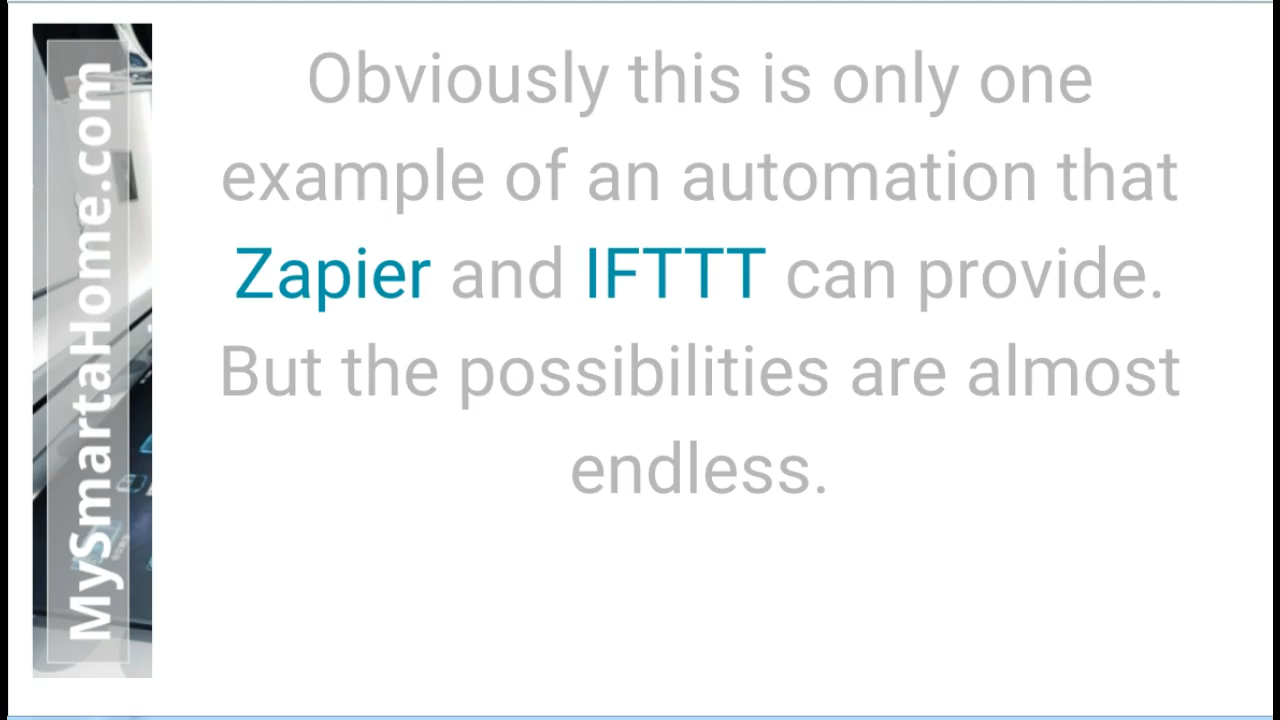 MySmartaHome.com
Obviously this is only one
example of an automation that
Zapier and IFTTT can provide.
But the possibilities are almost
endless.